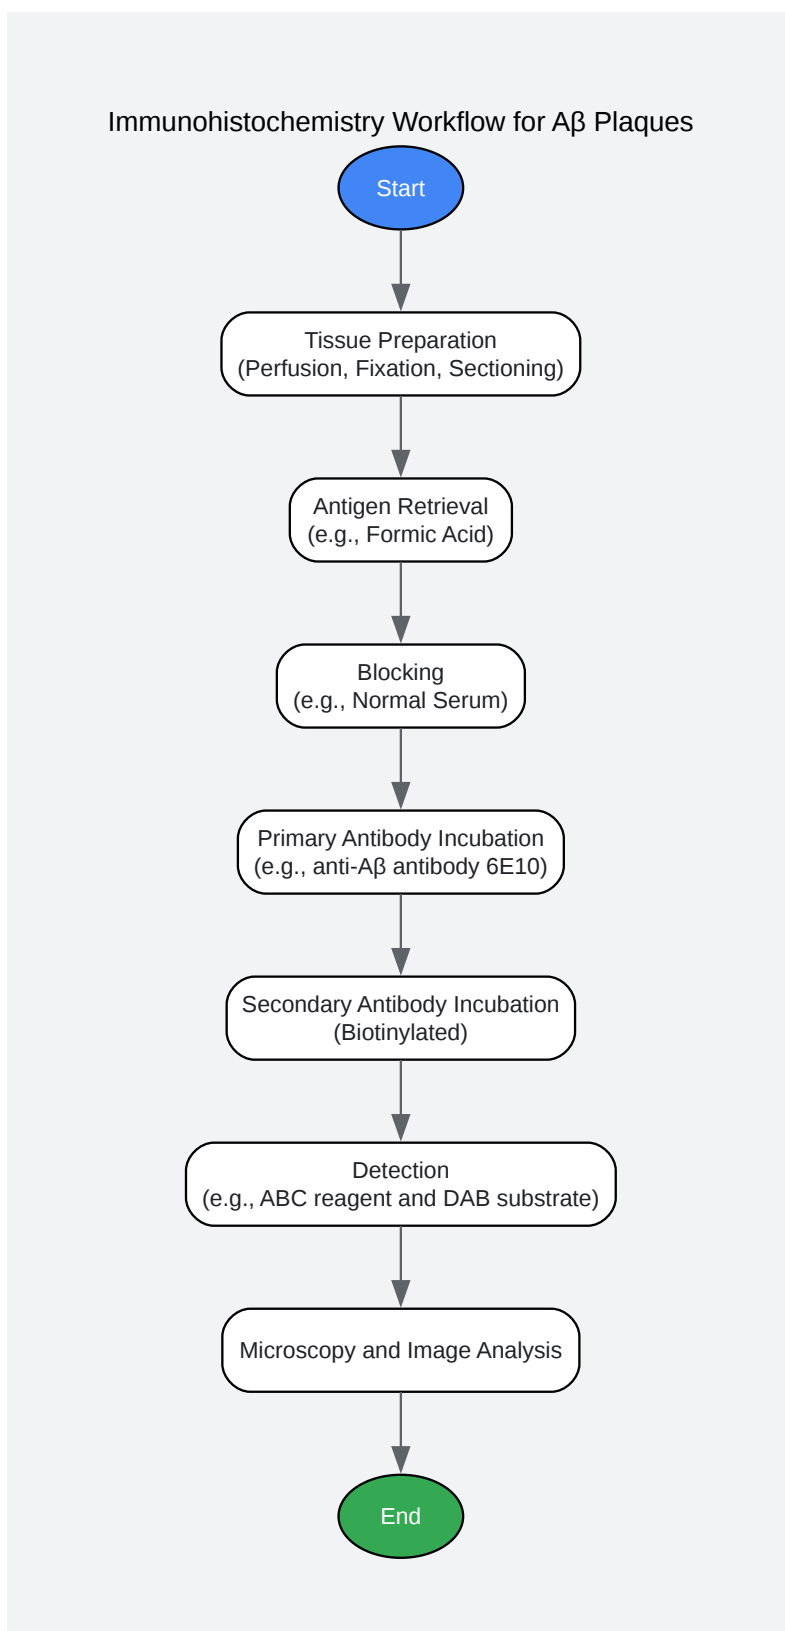 Immunohistochemistry Workflow for Aβ Plaques
Start
Tissue Preparation
(Perfusion, Fixation, Sectioning)
Antigen Retrieval
(e.g., Formic Acid)
Blocking
(e.g., Normal Serum)
Primary Antibody Incubation
(e.g., anti-Aβ antibody 6E10)
Secondary Antibody Incubation
(Biotinylated)
Detection
(e.g., ABC reagent and DAB substrate)
Microscopy and Image Analysis
End